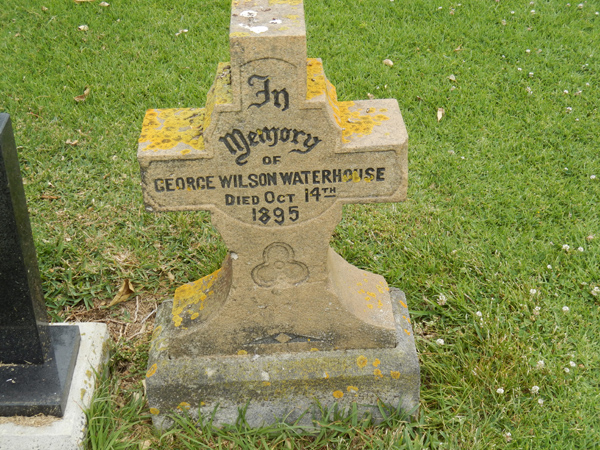 In
Memory
OF
GEORGE WILSON WATERHOUSE
DIED OCT 14TH
1895